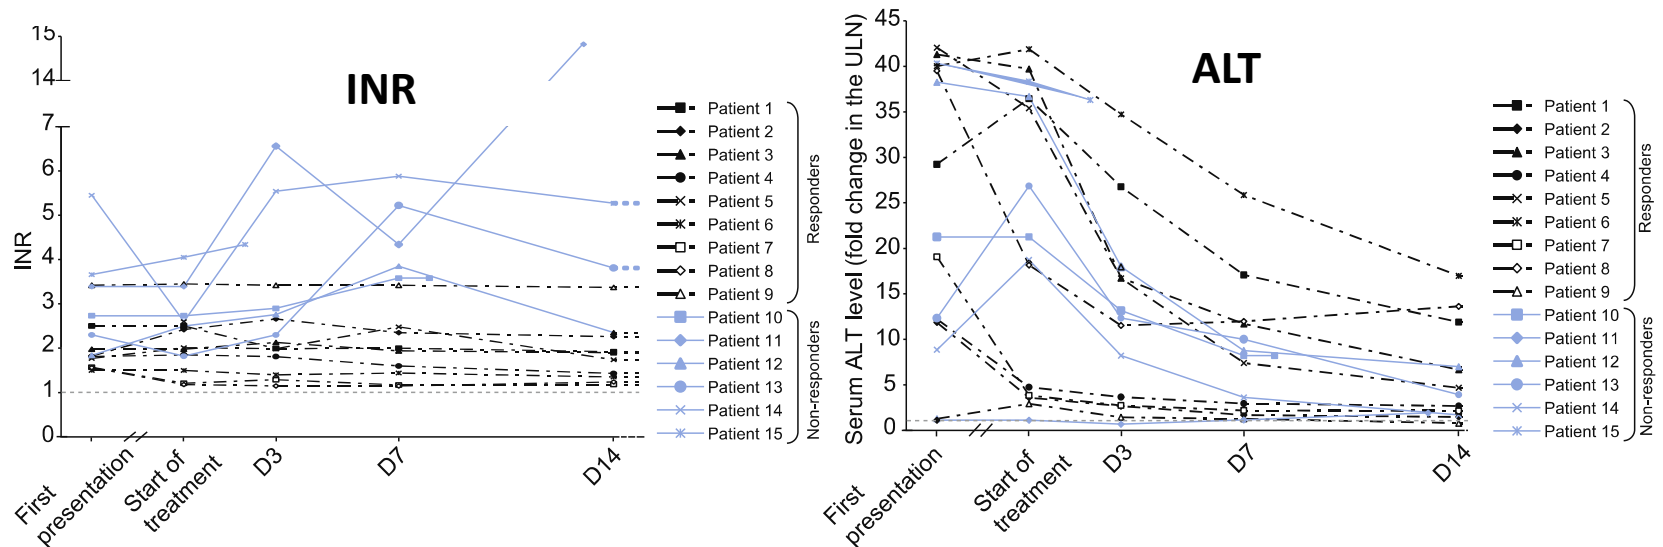 15
14
7
6
5
4
3
2
1
0
INR
INR
First
presentation
Start of
treatment
D3
D7
D14
Patient 1
Patient 2
Patient 3
Patient 4
Patient 5
Patient 6
Patient 7
Patient 8
Patient 9
Patient 10
Patient 11
Patient 12
Patient 13
Patient 14
Patient 15
Responders
Non-responders
45
40
35
30
25
20
15
10
5
0
Serum ALT level (fold change in the ULN)
ALT
First
presentation
Start of
treatment
D3
D7
D14
Patient 1
Patient 2
Patient 3
Patient 4
Patient 5
Patient 6
Patient 7
Patient 8
Patient 9
Patient 10
Patient 11
Patient 12
Patient 13
Patient 14
Patient 15
Responders
Non-responders